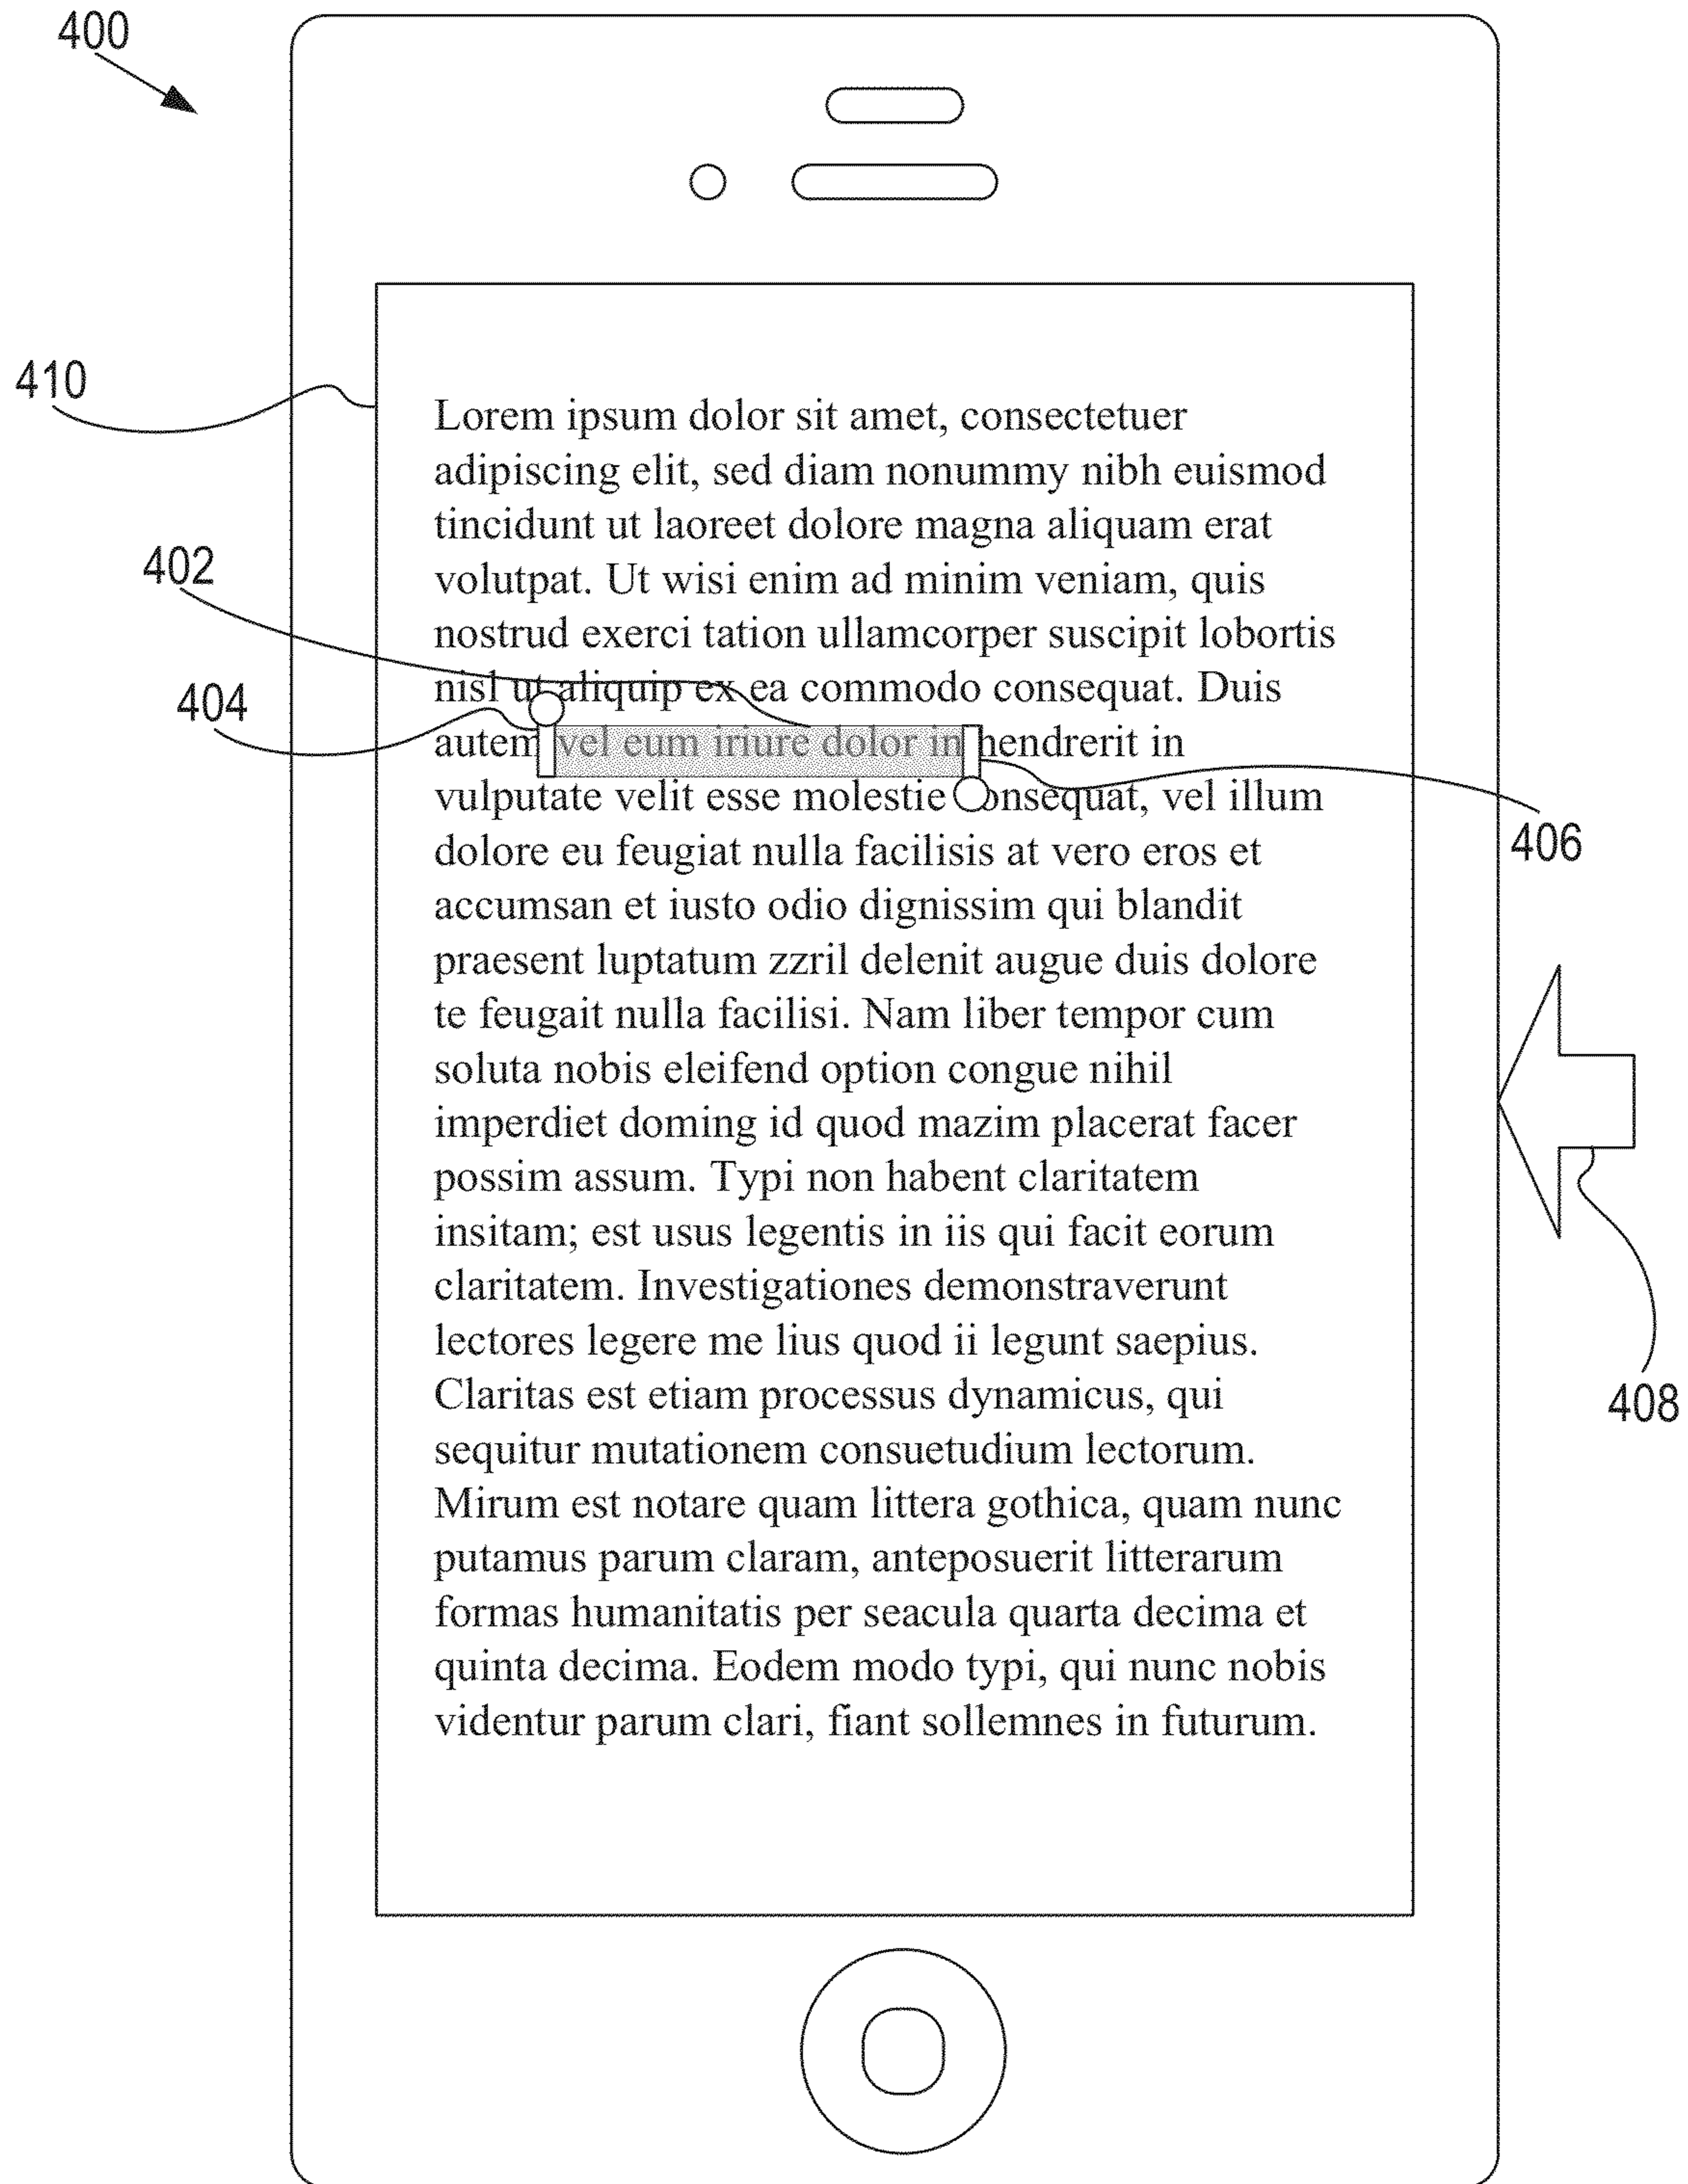 400
410
Lorem ipsum dolor sit amet, consectetuer
adipiscing elit, sed diam nonummy nibh euismod
tincidunt ut laoreet dolore magna aliquam erat
402
volutpat. Ut wisi enim ad minim veniam, quis
nostrud exerci tation ullamcorper suscipit lobortis
nisl ut aliquip ex ea commodo consequat. Duis
404
autem vel eum iriure dolor in hendrerit in
vulputate velit esse molestie consequat, vel illum
406
dolore eu feugiat nulla facilisis at vero eros et
accumsan et iusto odio dignissim qui blandit
praesent luptatum zzril delenit augue duis dolore
te feugait nulla facilisi. Nam liber tempor cum
soluta nobis eleifend option congue nihil
imperdiet doming id quod mazim placerat facer
possim assum. Typi non habent claritatem
insitam; est usus legentis in iis qui facit eorum
claritatem. Investigationes demonstraverunt
lectores legere me lius quod ii legunt saepius.
Claritas est etiam processus dynamicus, qui
408
sequitur mutationem consuetudium lectorum.
Mirum est notare quam littera gothica, quam nunc
putamus parum claram, anteposuerit litterarum
formas humanitatis per seacula quarta decima et
quinta decima. Eodem modo typi, qui nunc nobis
videntur parum clari, fiant sollemnes in futurum.